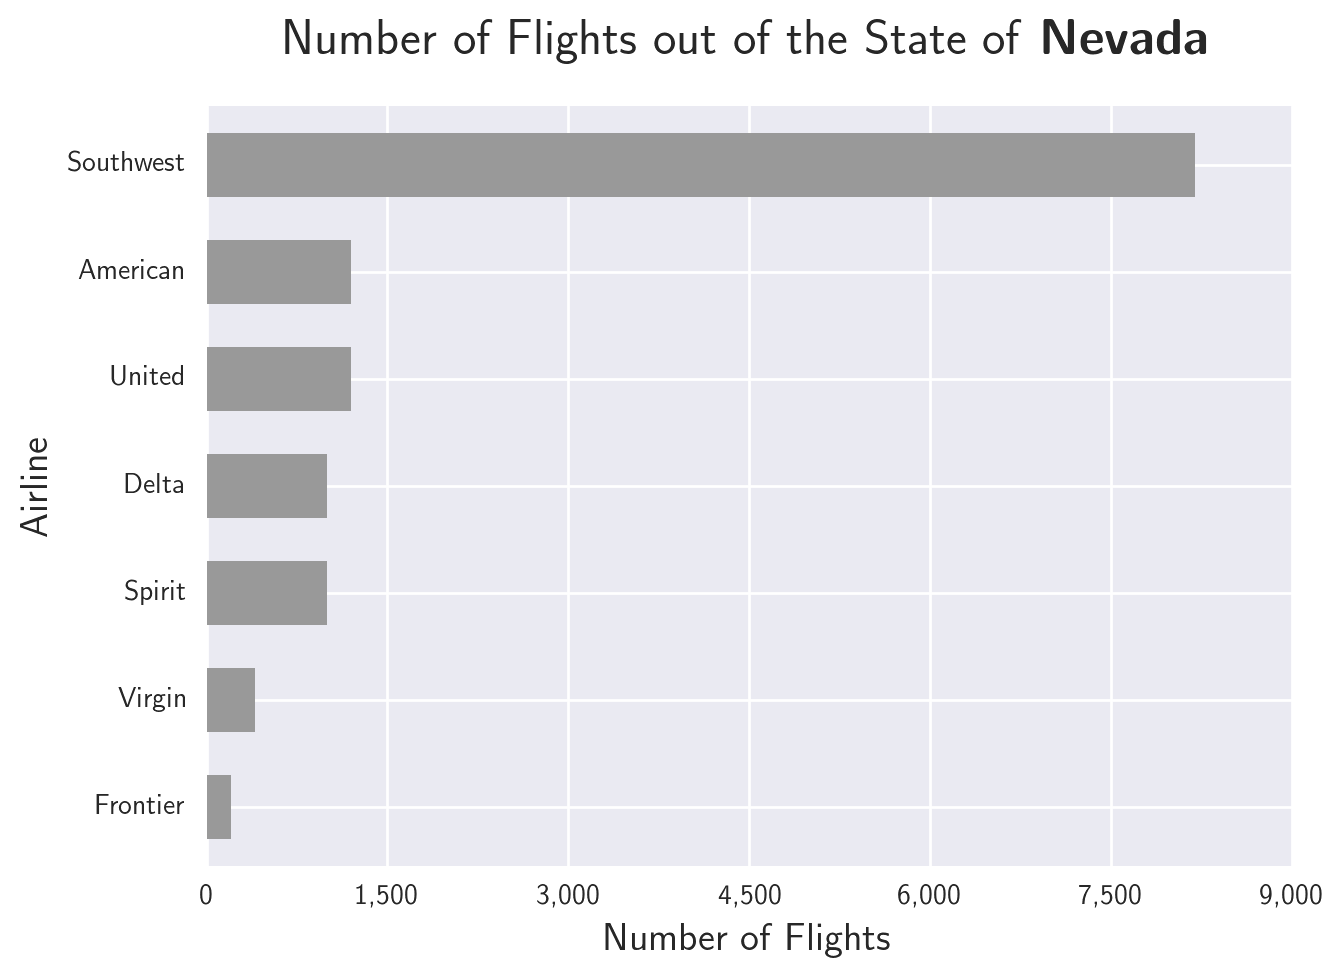 Number of Flights out of the State of Nevada
Southwest
American
United
Delta
Spirit
Virgin
Frontier
Airline
0 1,500 3,000 4,500 6,000 7,500 9,000
Number of Flights